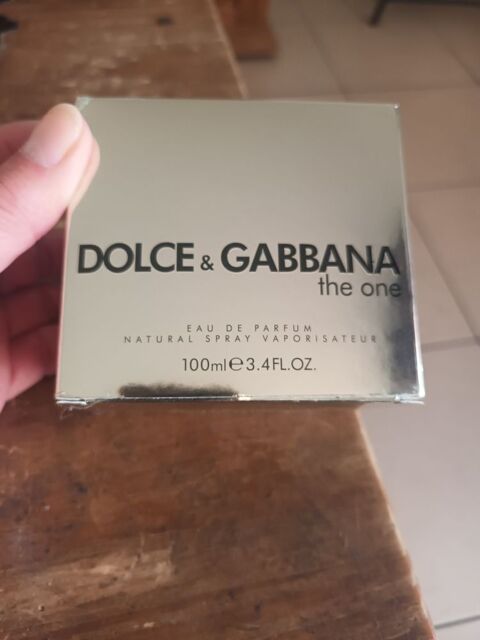 DOLCE & GABBANA
the one
EAU DE PARFUM
NATURAL SPRAY VAPORISATEUR
100ml℮3.4FL.OZ.